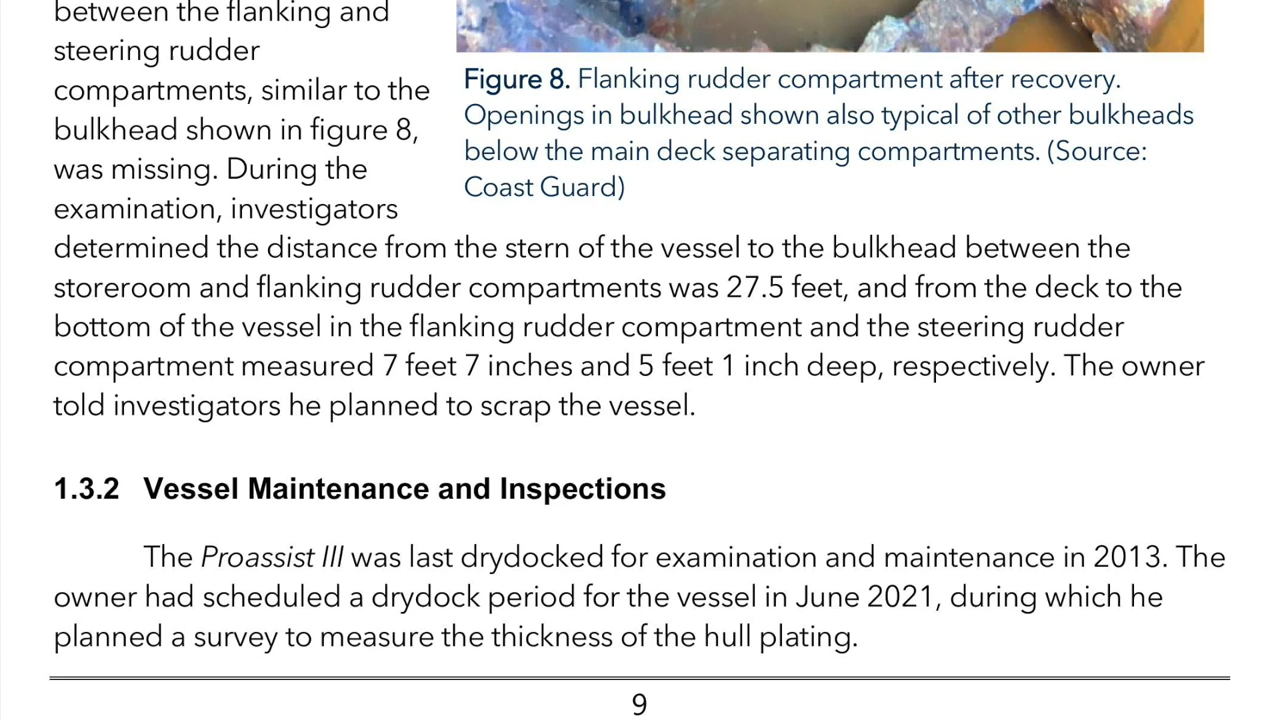 between the flanking and
steering rudder
compartments, similar to the
bulkhead shown in figure 8,
was missing. During the
examination, investigators
Figure 8. Flanking rudder compartment after recovery.
Openings in bulkhead shown also typical of other bulkheads
below the main deck separating compartments. (Source:
Coast Guard)
determined the distance from the stern of the vessel to the bulkhead between the
storeroom and flanking rudder compartments was 27.5 feet, and from the deck to the
bottom of the vessel in the flanking rudder compartment and the steering rudder
compartment measured 7 feet 7 inches and 5 feet 1 inch deep, respectively. The owner
told investigators he planned to scrap the vessel.
1.3.2 Vessel Maintenance and Inspections
The Proassist III was last drydocked for examination and maintenance in 2013. The
owner had scheduled a drydock period for the vessel in June 2021, during which he
planned a survey to measure the thickness of the hull plating.
9